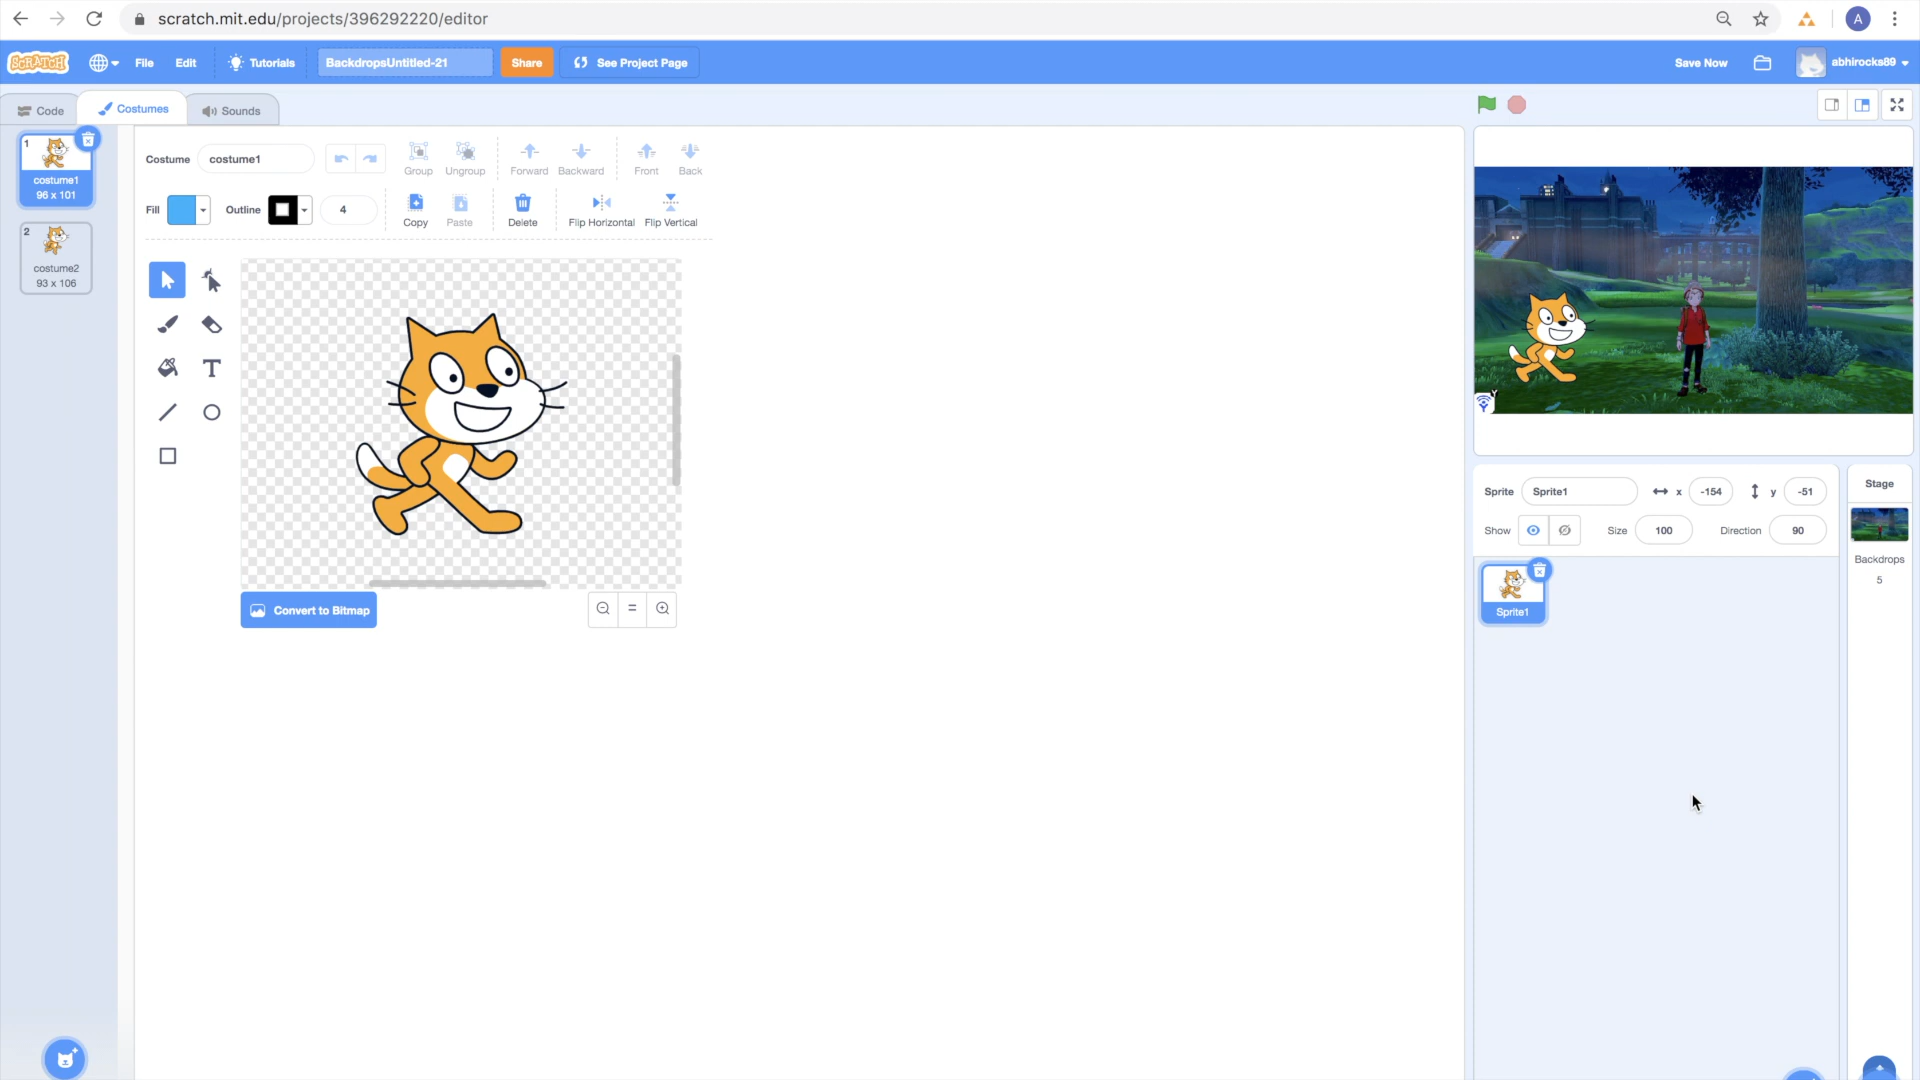 scratch.mit.edu/projects/396292220/editor
A
SCRATCH
File
Edit
Tutorials
BackdropsUntitled-21
Share
See Project Page
Save Now
abhirocks89
Code
Costumes
Sounds
1
costume1
96 x 101
2
costume2
93 x 106
Costume
costume1
Group
Ungroup
Forward
Backward
Front
Back
Fill
Outline
4
Copy
Paste
Delete
Flip Horizontal
Flip Vertical
T
Convert to Bitmap
Sprite
Sprite1
x
-154
y
-51
Show
Size
100
Direction
90
Sprite1
Stage
Backdrops
5